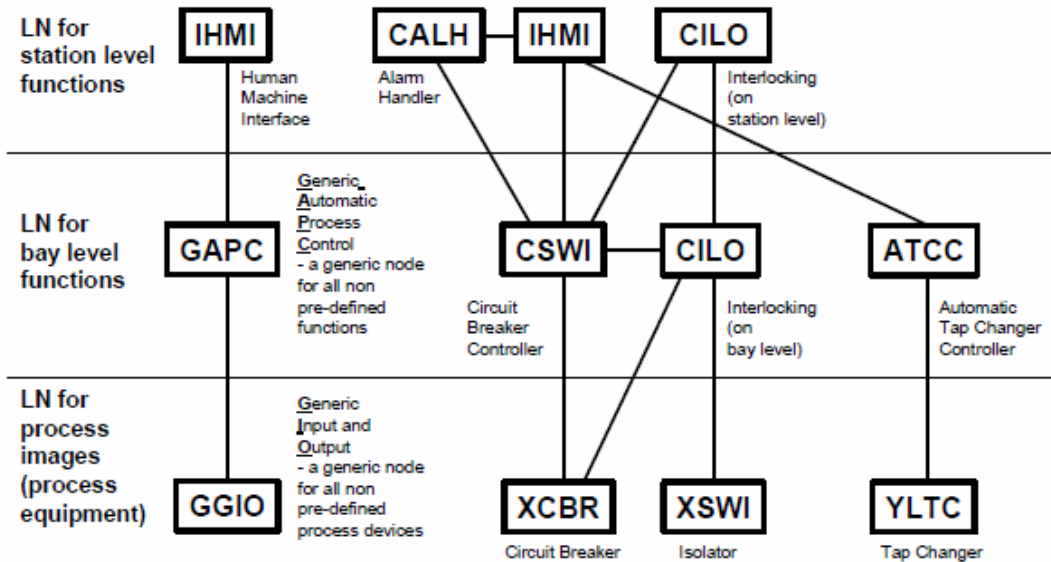 LN for
station level
functions
IHMI
Human
Machine
Interface
CALH
Alarm
Handler
IHMI
CILO
Interlocking
(on
station level)
LN for
bay level
functions
GAPC
Generic
Automatic
Process
Control
- a generic node
for all non
pre-defined
functions
CSWI
Circuit
Breaker
Controller
CILO
Interlocking
(on
bay level)
ATCC
Automatic
Tap Changer
Controller
LN for
process
images
(process
equipment)
GGIO
Generic
Input and
Output
- a generic node
for all non
pre-defined
process devices
XCBR
Circuit Breaker
XSWI
Isolator
YLTC
Tap Changer